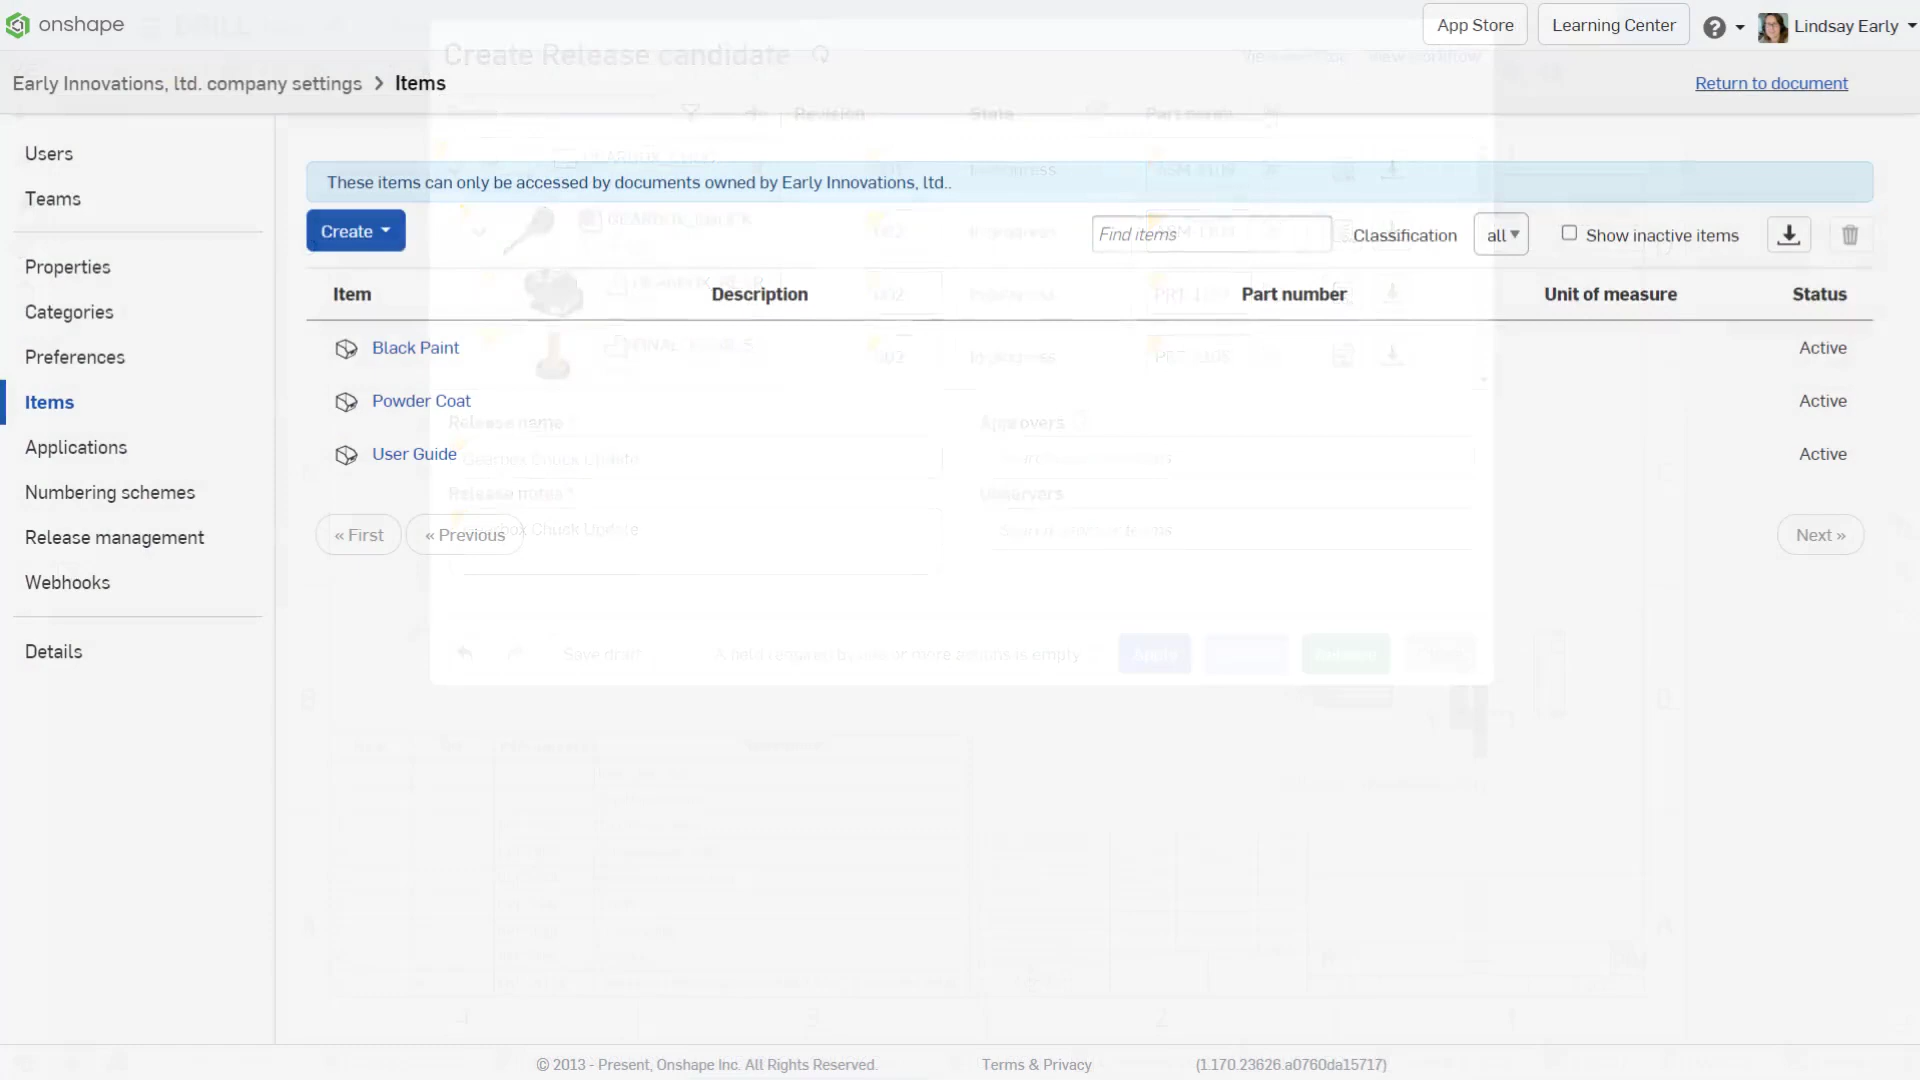 onshape
App Store
Learning Center
Lindsay Early
Early Innovations, ltd. company settings > Items
Return to document
Create Release candidate
Revision
State
Users
Teams
Properties
Categories
Preferences
Items
Applications
Numbering schemes
Release management
Webhooks
Details
These items can only be accessed by documents owned by Early Innovations, ltd..
Create
Find items
Classification
all
Show inactive items
Item Description Part number Unit of measure Status
Black Paint Active
Powder Coat Active
User Guide Active
Release name
Approvers
Gearbox Chuck Update
Release notes
Observers
Chuck Update
« First
« Previous
Next »
Save draft
A field required by one or more actions is empty
Apply
© 2013 - Present, Onshape Inc. All Rights Reserved.
Terms & Privacy
(1.170.23626.a0760da15717)